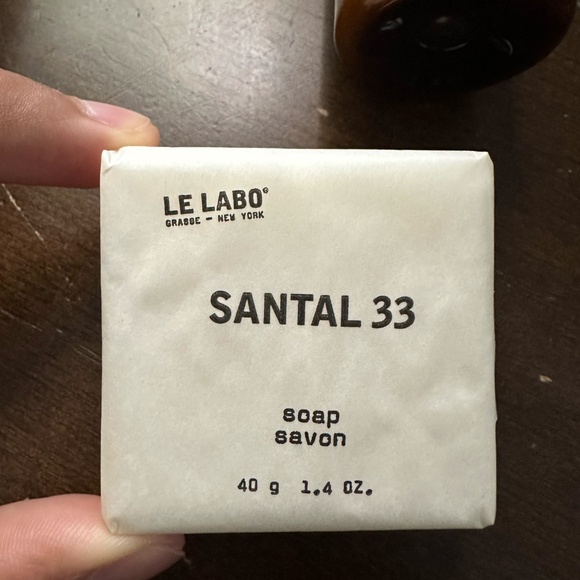 LE LABO®
GRASSE - NEW YORK
SANTAL 33
soap
savon
40 g 1.4 OZ.